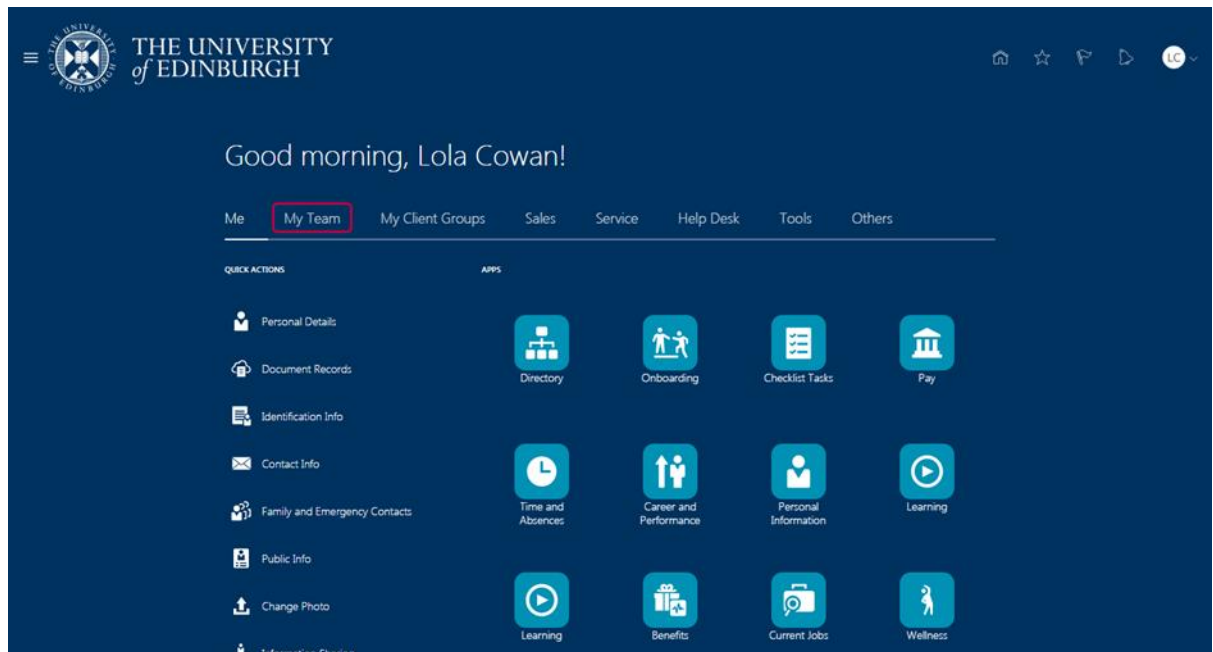 THE UNIVERSITY
of EDINBURGH
LC
Good morning, Lola Cowan!
Me My Team My Client Groups Sales Service Help Desk Tools Others
QUICK ACTIONS
APPS
Personal Details
Document Records
Identification Info
Contact Info
Family and Emergency Contacts
Public Info
Change Photo
Information Sharing
Directory Onboarding Checklist Tasks Pay
Time and
Absences
Career and
Performance
Personal
Information
Learning
Learning Benefits Current Jobs Wellness